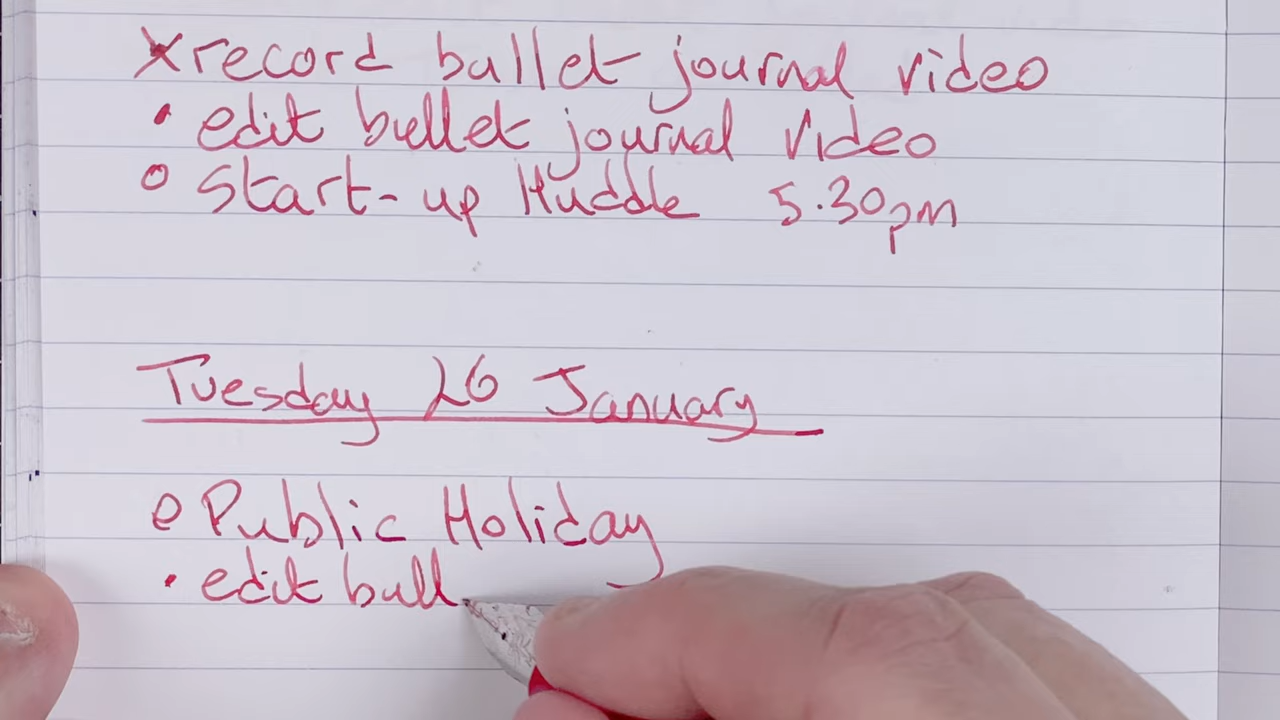 x record bullet journal video
• edit bullet journal video
o Start-up Huddle 5.30pm
Tuesday 26 January
o Public Holiday
• edit bull